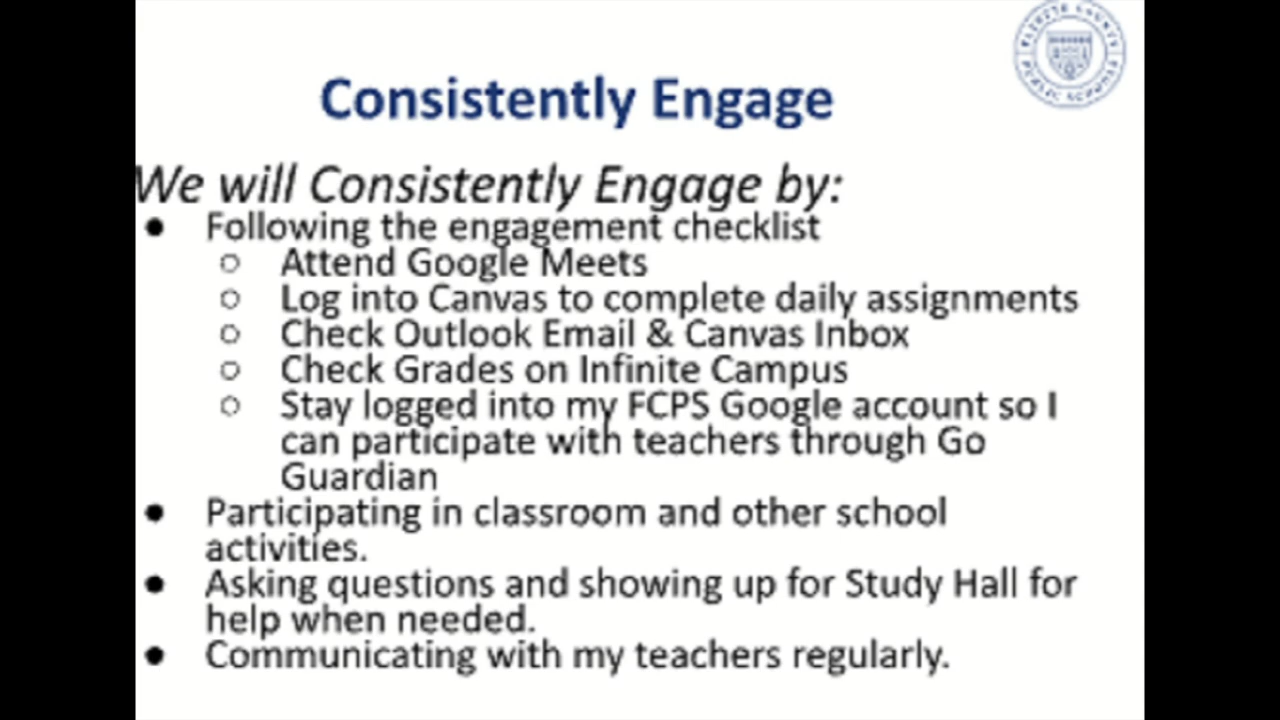 Consistently Engage
We will Consistently Engage by:
● Following the engagement checklist
○ Attend Google Meets
○ Log into Canvas to complete daily assignments
○ Check Outlook Email & Canvas Inbox
○ Check Grades on Infinite Campus
○ Stay logged into my FCPS Google account so I
can participate with teachers through Go
Guardian
● Participating in classroom and other school
activities.
● Asking questions and showing up for Study Hall for
help when needed.
● Communicating with my teachers regularly.
PUBLIC SCHOOLS